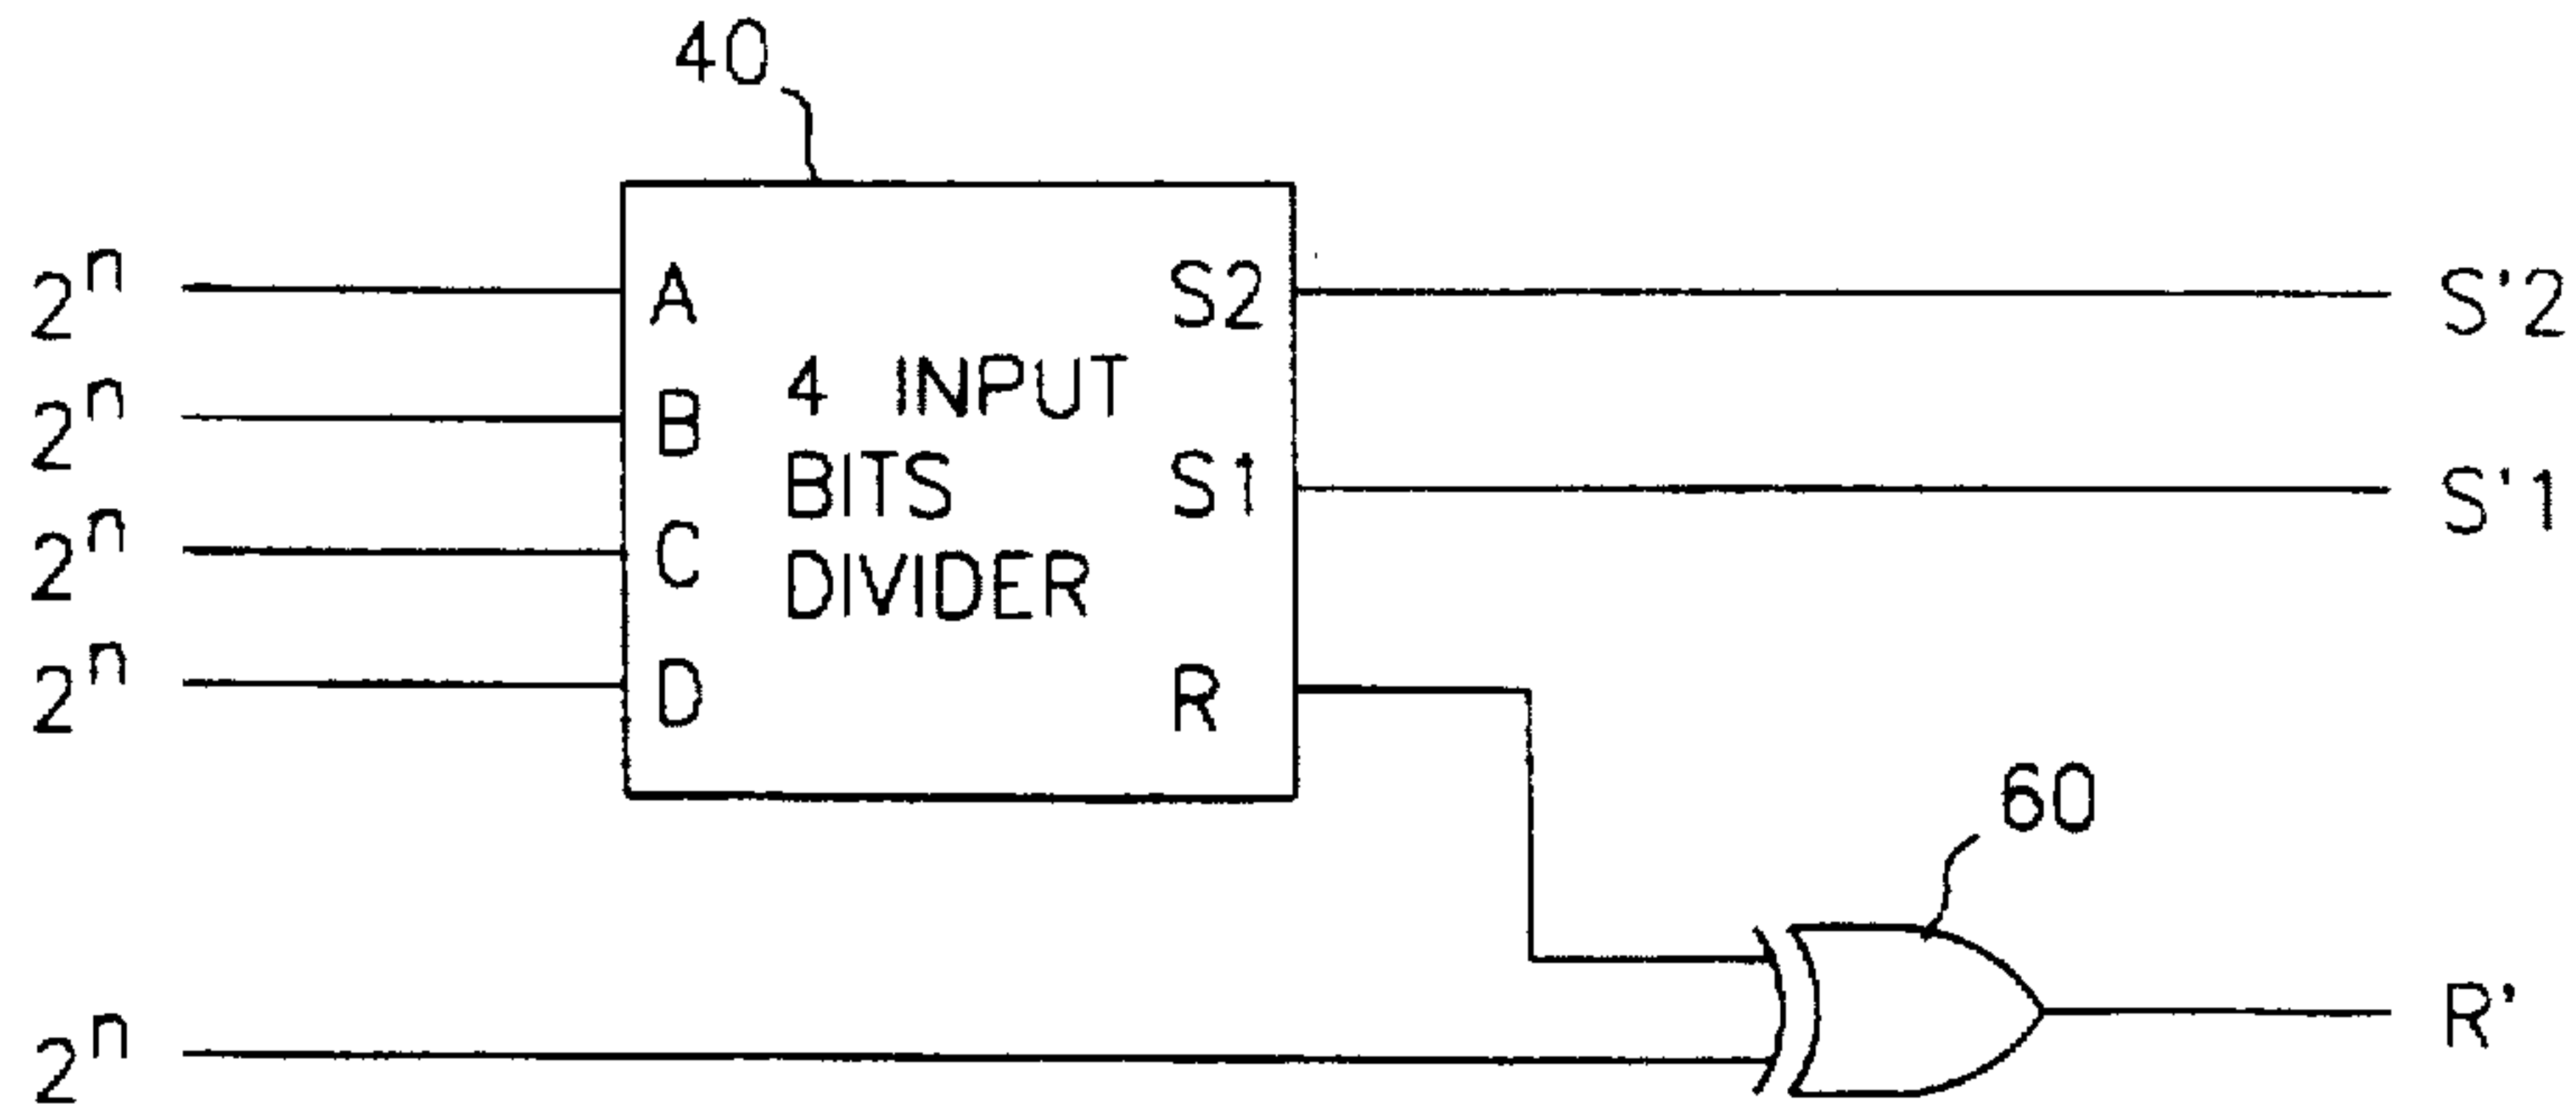 40
2^n
A
S2
S'2
4 INPUT
2^n
B
BITS
S1
S'1
2^n
C
DIVIDER
2^n
D
R
60
2^n
R'